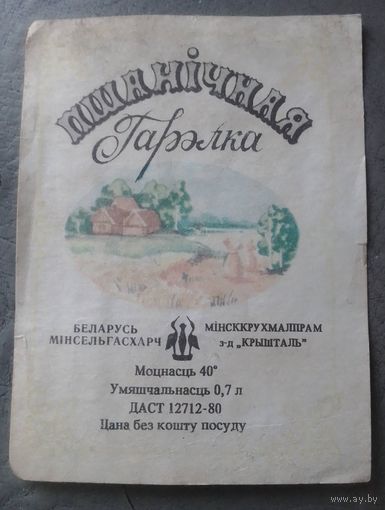 пшанічная
Гарэлка
БЕЛАРУСЬ
МІНСЕЛЬГАСХАРЧ
МІНСККРУХМАЛПРАМ
з-д „КРЫШТАЛЬ"
Моцнасць 40°
Умяшчальнасць 0,7 л
ДАСТ 12712-80
Цана без кошту посуду
www.ay.by